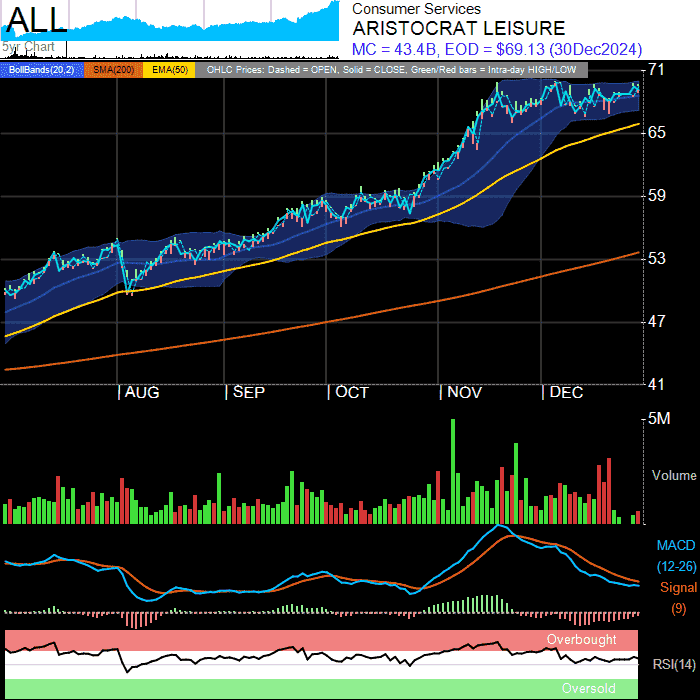 ALL
5yr Chart
Consumer Services
ARISTOCRAT LEISURE
MC = 43.4B, EOD = $69.13 (30Dec2024)
BollBands(20,2) SMA(200) EMA(50) OHLC Prices: Dashed = OPEN, Solid = CLOSE, Green/Red bars = Intra-day HIGH/LOW
71
65
59
53
47
41
AUG SEP OCT NOV DEC
5M
Volume
MACD
(12-26)
Signal
(9)
Overbought
RSI(14)
Oversold